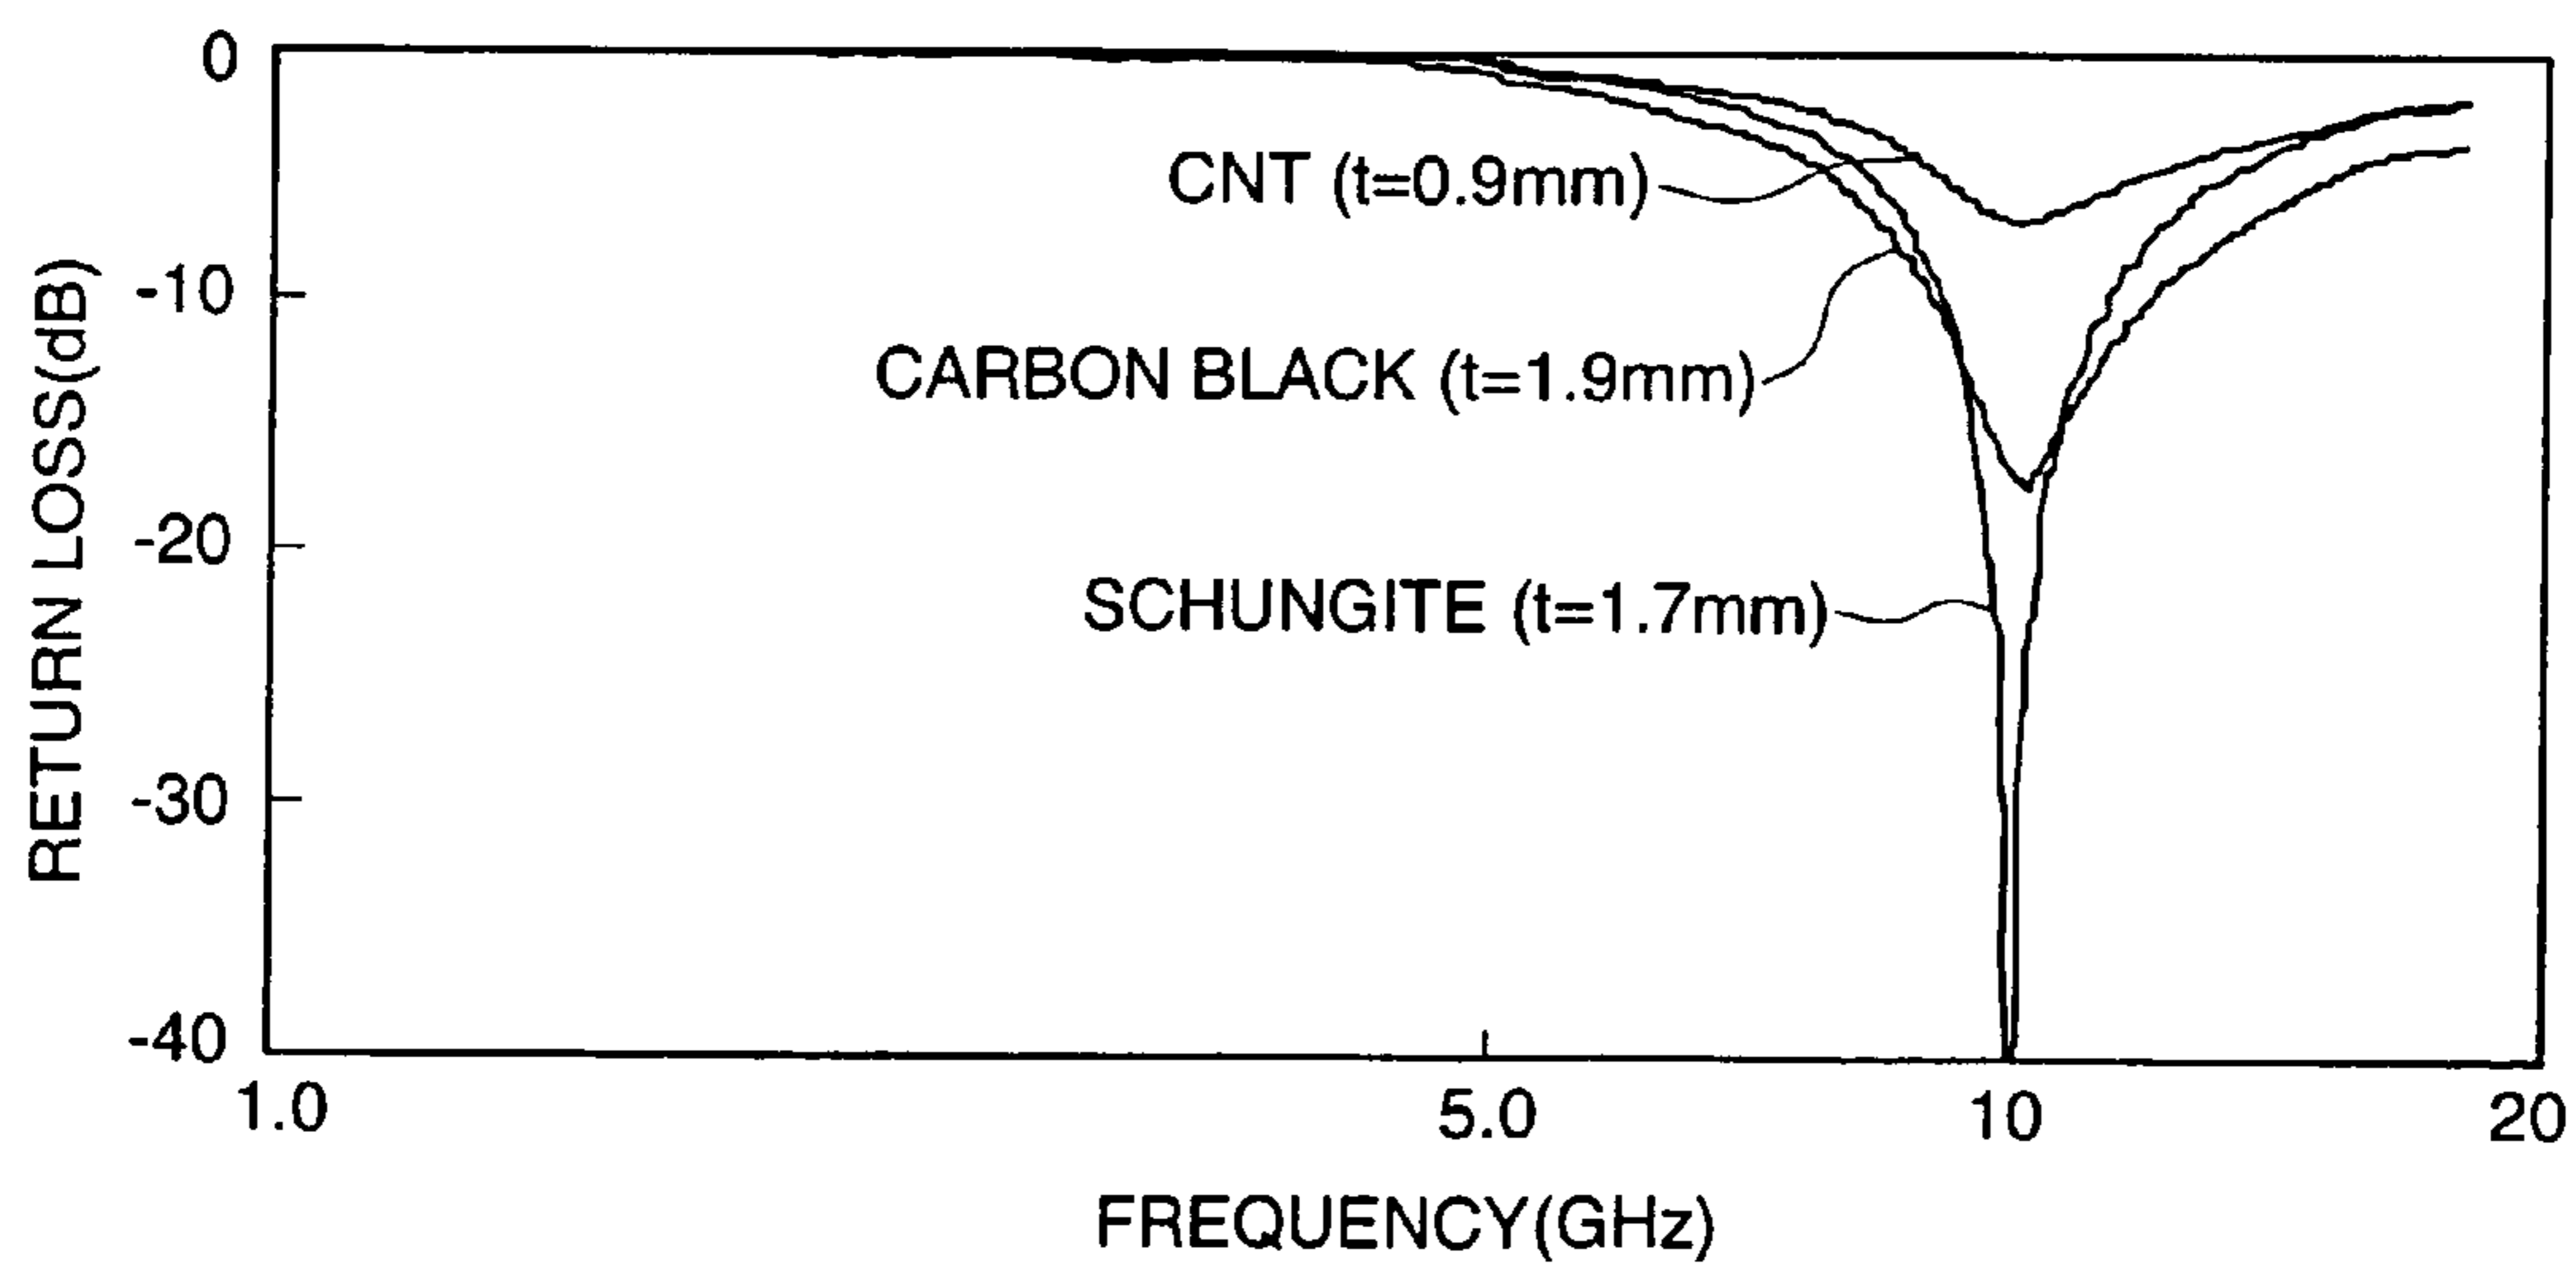 0
-10
-20
-30
-40
RETURN LOSS(dB)
CNT (t=0.9mm)
CARBON BLACK (t=1.9mm)
SCHUNGITE (t=1.7mm)
1.0 5.0 10 20
FREQUENCY(GHz)